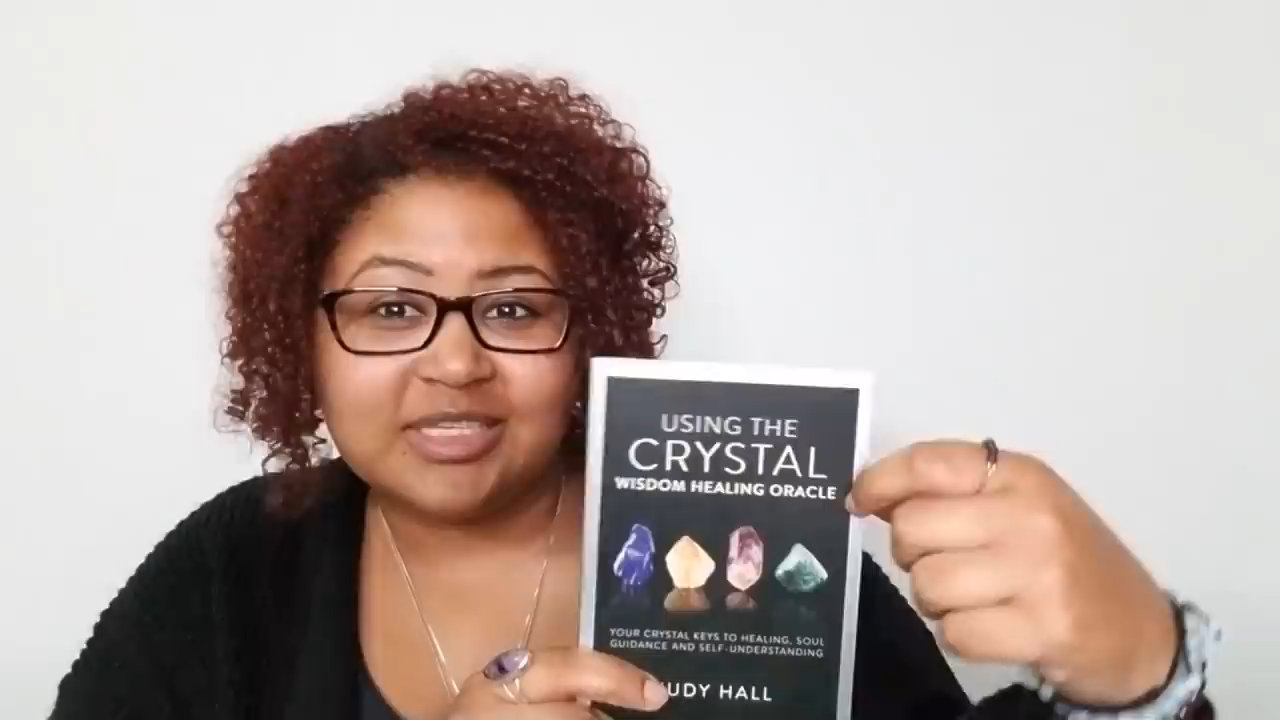 USING THE
CRYSTAL
WISDOM HEALING ORACLE
YOUR CRYSTAL KEYS TO HEALING, SOUL
GUIDANCE AND SELF-UNDERSTANDING
JUDY HALL